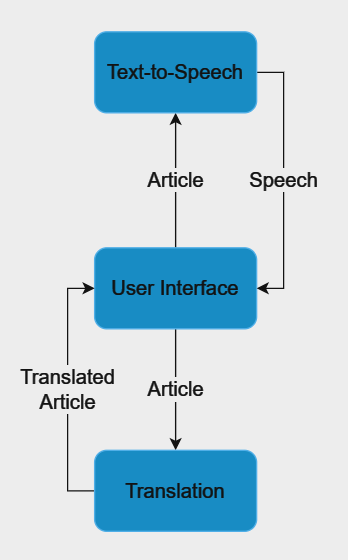 Text-to-Speech
Article
Speech
User Interface
Translated
Article
Article
Translation